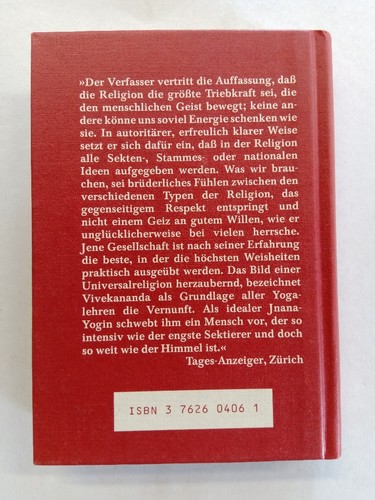 »Der Verfasser vertritt die Auffassung, daß
die Religion die größte Triebkraft sei, die
den menschlichen Geist bewegt; keine an-
dere könne uns soviel Energie schenken wie
sie. In autoritärer, erfreulich klarer Weise
setzt er sich dafür ein, daß in der Religion
alle Sekten-, Stammes- oder nationalen
Ideen aufgegeben werden. Was wir brau-
chen, sei brüderliches Fühlen zwischen den
verschiedenen Typen der Religion, das
gegenseitigem Respekt entspringt und
nicht einem Geiz an gutem Willen, wie er
unglücklicherweise bei vielen herrsche.
Jene Gesellschaft ist nach seiner Erfahrung
die beste, in der die höchsten Weisheiten
praktisch ausgeübt werden. Das Bild einer
Universalreligion herzaubernd, bezeichnet
Vivekananda als Grundlage aller Yoga-
lehren die Vernunft. Als idealer Jnana-
Yogin schwebt ihm ein Mensch vor, der so
intensiv wie der engste Sektierer und doch
so weit wie der Himmel ist.«
Tages-Anzeiger, Zürich
ISBN 3 7626 0406 1